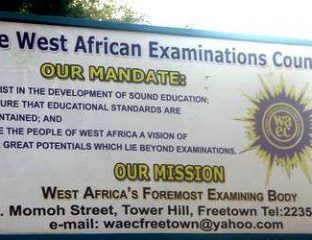 e West African Examinations Coun
OUR MANDATE:
IST IN THE DEVELOPMENT OF SOUND EDUCATION;
URE THAT EDUCATIONAL STANDARDS ARE
NTAINED; AND
E THE PEOPLE OF WEST AFRICA A VISION OF
GREAT POTENTIALS WHICH LIE BEYOND EXAMINATIONS.
waec
OUR MISSION
WEST AFRICA'S FOREMOST EXAMINING BODY
. Momoh Street, Tower Hill, Freetown Tel:2235
e-mail: waecfreetown@yahoo.com